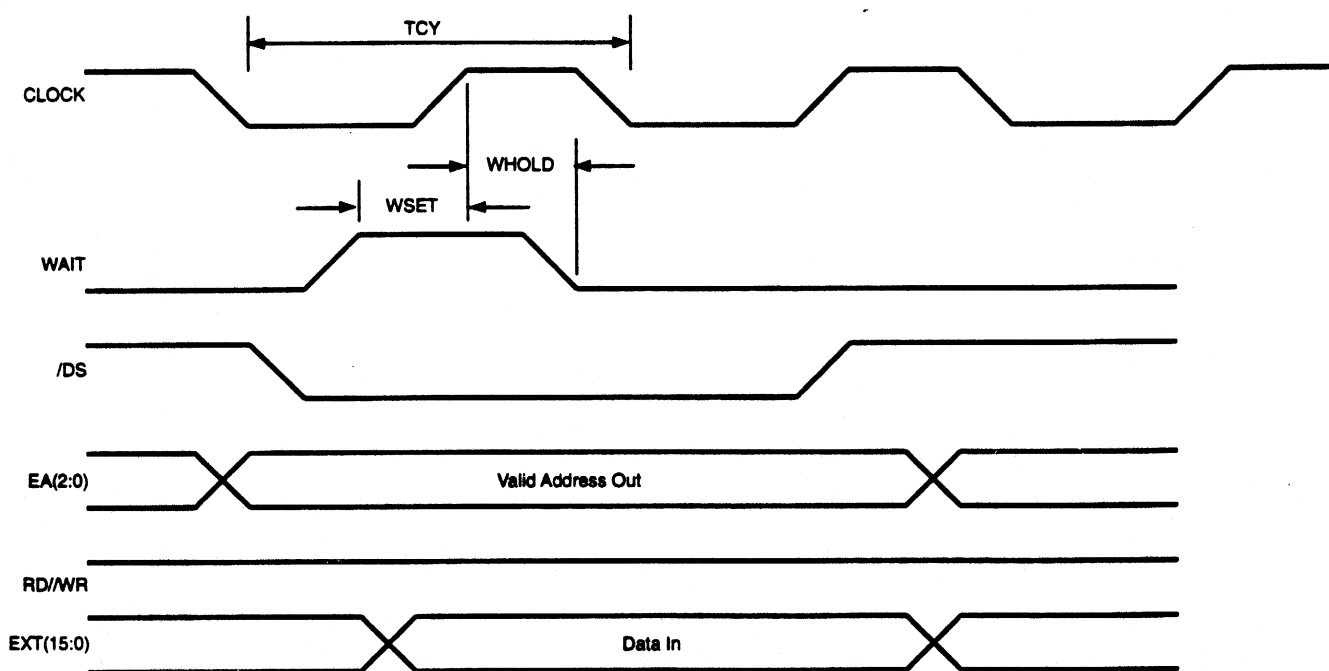 TCY
CLOCK
WHOLD
WSET
WAIT
/DS
EA(2:0)
Valid Address Out
RD//WR
EXT(15:0)
Data In